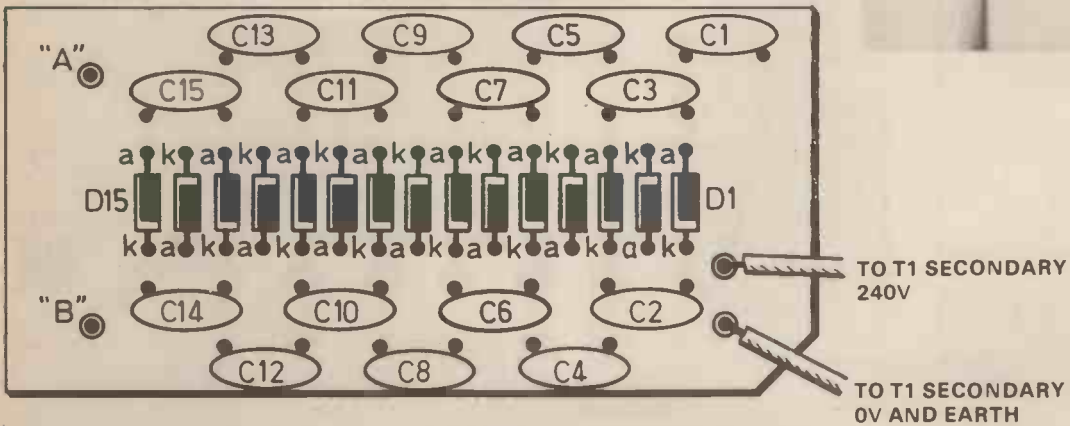 C13 C9 C5 C1
"A"
C15 C11 C7 C3
a k a k a k a k a k a k a k a
D15 D1
k a k a k a k a k a k a k a k
TO T1 SECONDARY
240V
"B" C14 C10 C6 C2
C12 C8 C4
TO T1 SECONDARY
0V AND EARTH